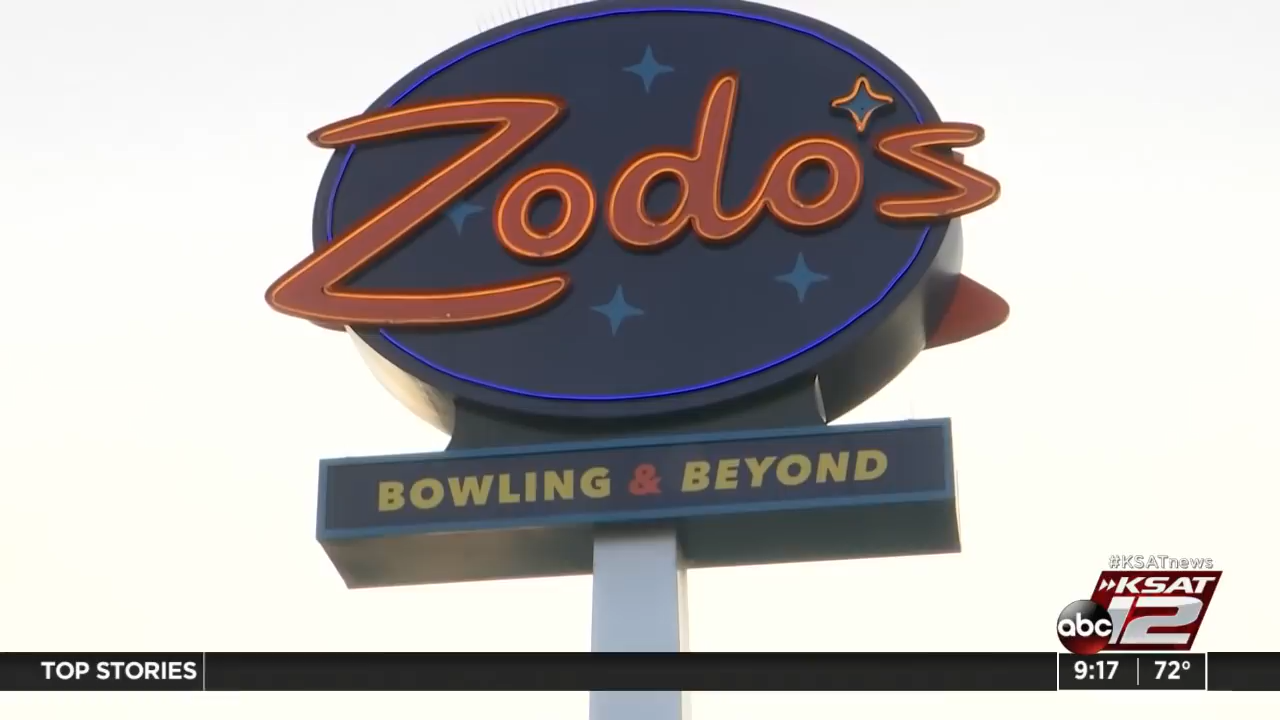 Zodo's
BOWLING & BEYOND
#KSATnews
KSAT
abc 12
TOP STORIES
9:17
72°